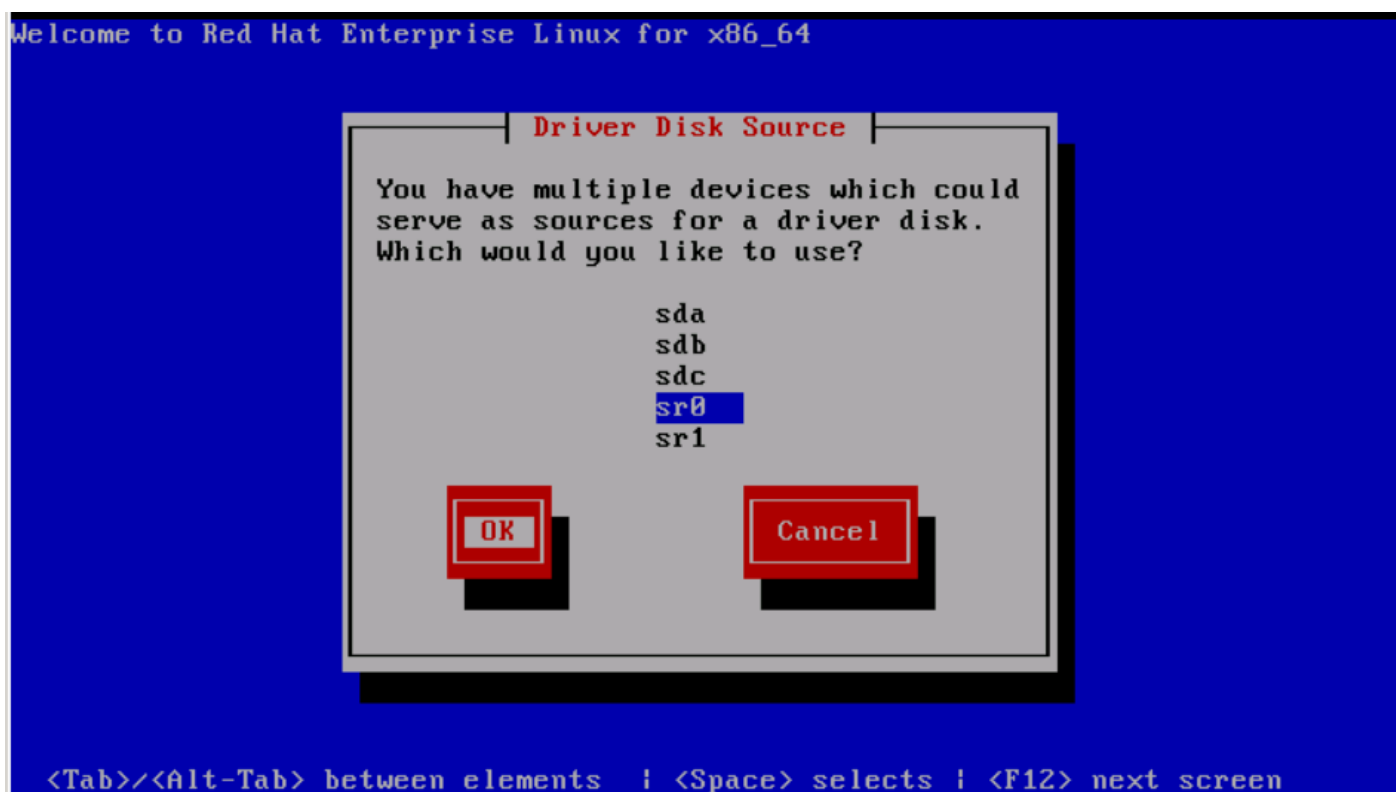 Welcome to Red Hat Enterprise Linux for x86_64
Driver Disk Source
You have multiple devices which could
serve as sources for a driver disk.
Which would you like to use?
sda
sdb
sdc
sr0
sr1
OK Cancel
<Tab>/<Alt-Tab> between elements | <Space> selects | <F12> next screen